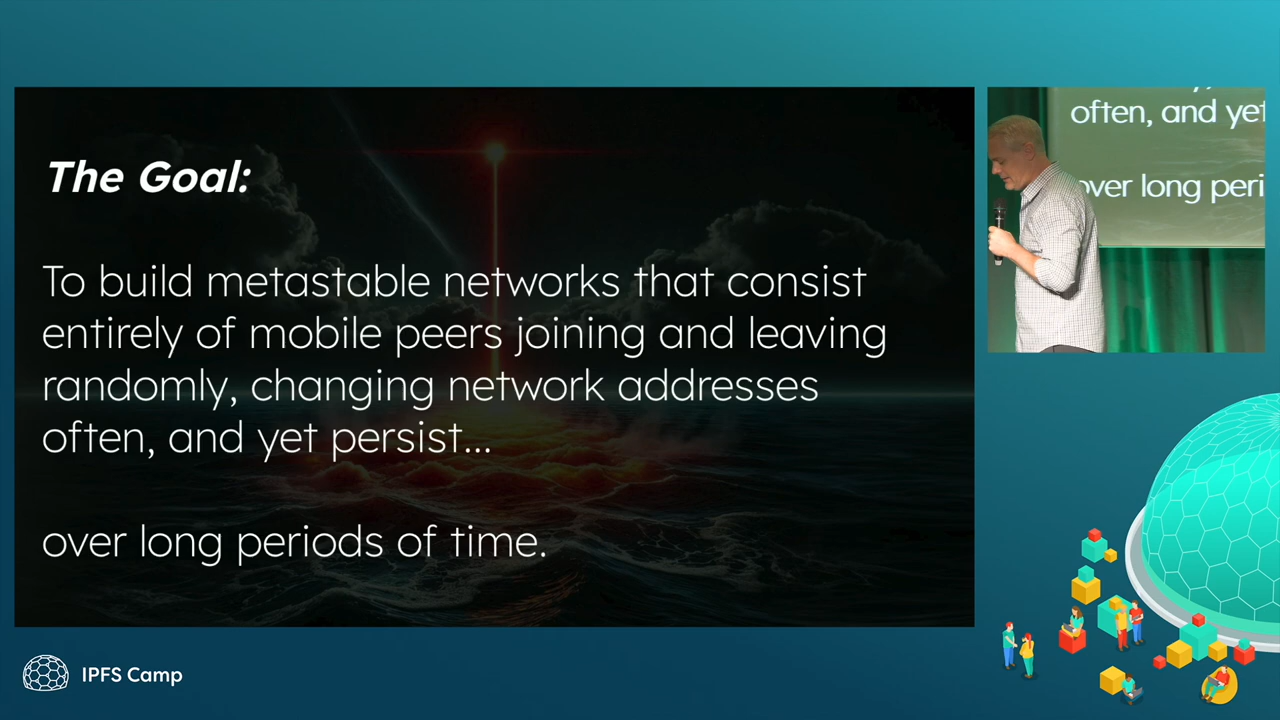 The Goal:
To build metastable networks that consist
entirely of mobile peers joining and leaving
randomly, changing network addresses
often, and yet persist...
over long periods of time.
often, and yet
over long peri
IPFS Camp